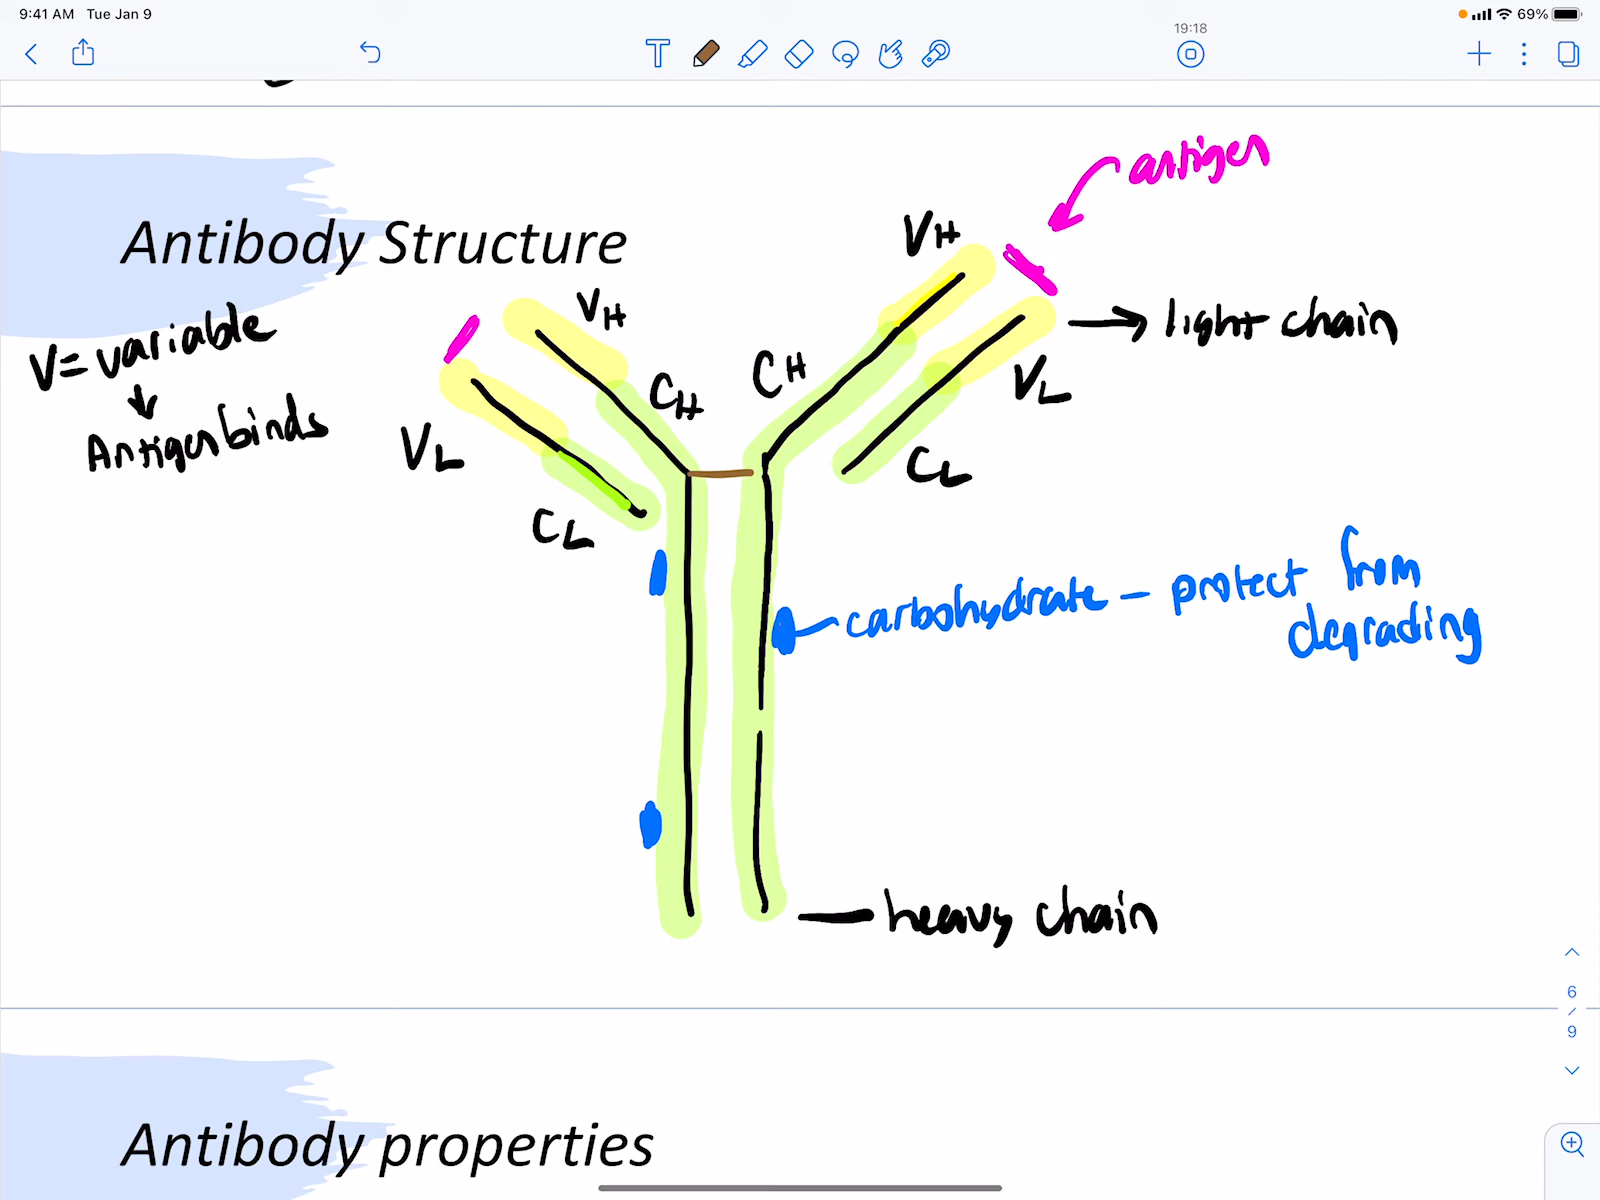 9:41 AM Tue Jan 9
69%
19:18
antigen
Antibody Structure
VH
VH
V= variable
light chain
CH
CH
VL
Antigen binds
VL
CL
CL
carbohydrate – protect from
degrading
heavy chain
6
/
9
Antibody properties